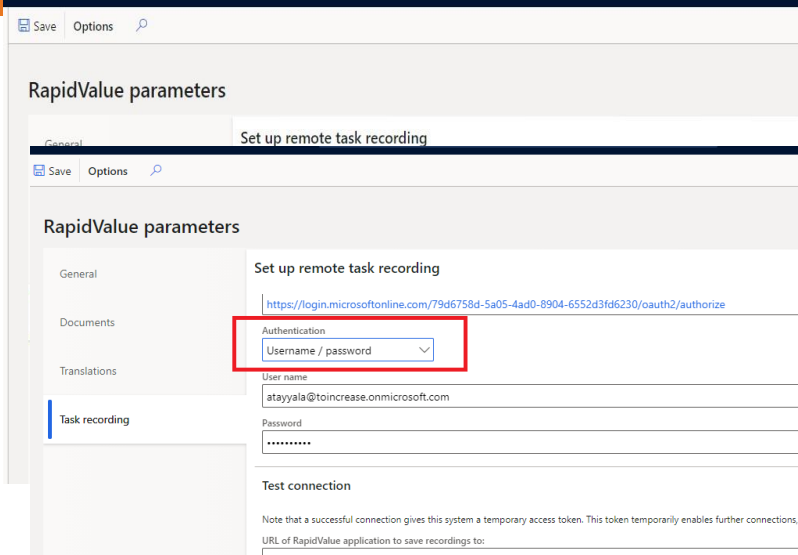 Save Options
RapidValue parameters
General
Set up remote task recording
Save Options
RapidValue parameters
General
Documents
Translations
Task recording
Set up remote task recording
https://login.microsoftonline.com/79d6758d-5a05-4ad0-8904-6552d3fd6230/oauth2/authorize
Authentication
Username / password
User name
atayyala@toincrease.onmicrosoft.com
Password
••••••••••
Test connection
Note that a successful connection gives this system a temporary access token. This token temporarily enables further connections,
URL of RapidValue application to save recordings to: